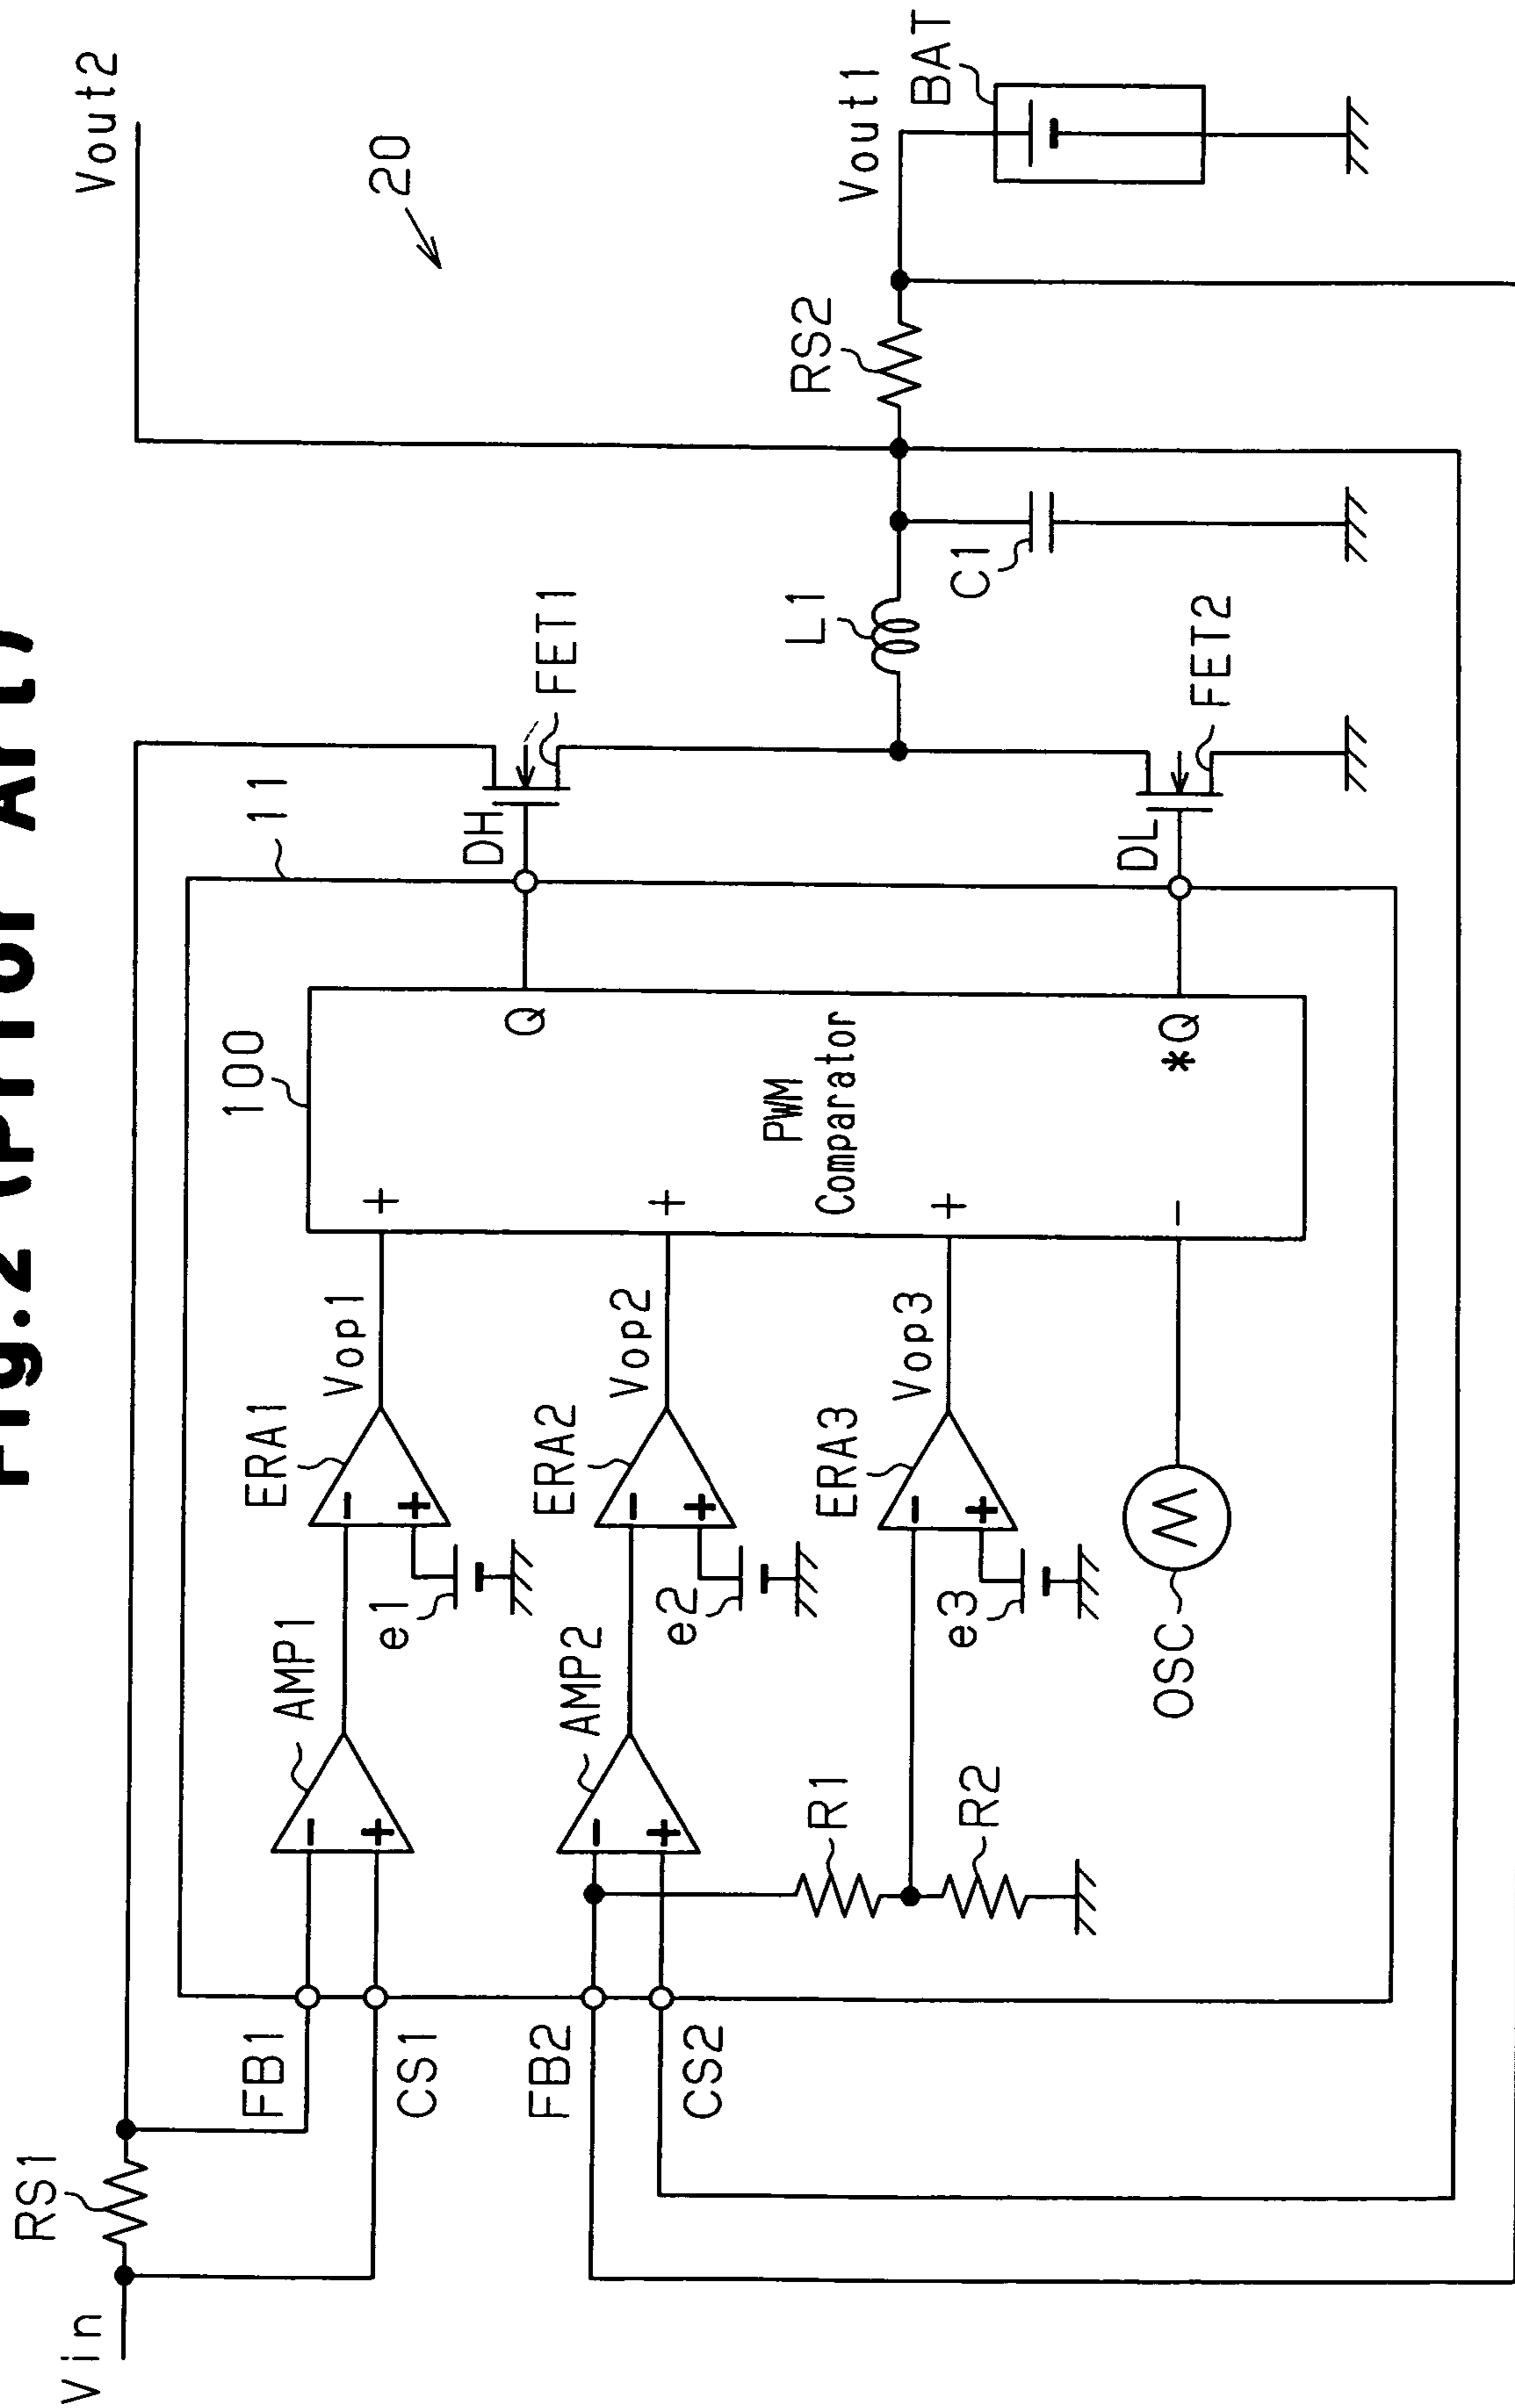 Fig.2 (Prior Art)
Vin
RS1
Vout2
20
11
FB1
CS1
AMP1
ERA1
e1
Vop1
100
+
Q
DH
FET1
FB2
CS2
AMP2
ERA2
e2
Vop2
+
PWM
Comparator
R1
R2
ERA3
e3
Vop3
+
L1
RS2
Vout1
BAT
C1
OSC
-
*Q
DL
FET2
-
+
-
+
-
+
-
+
-
+